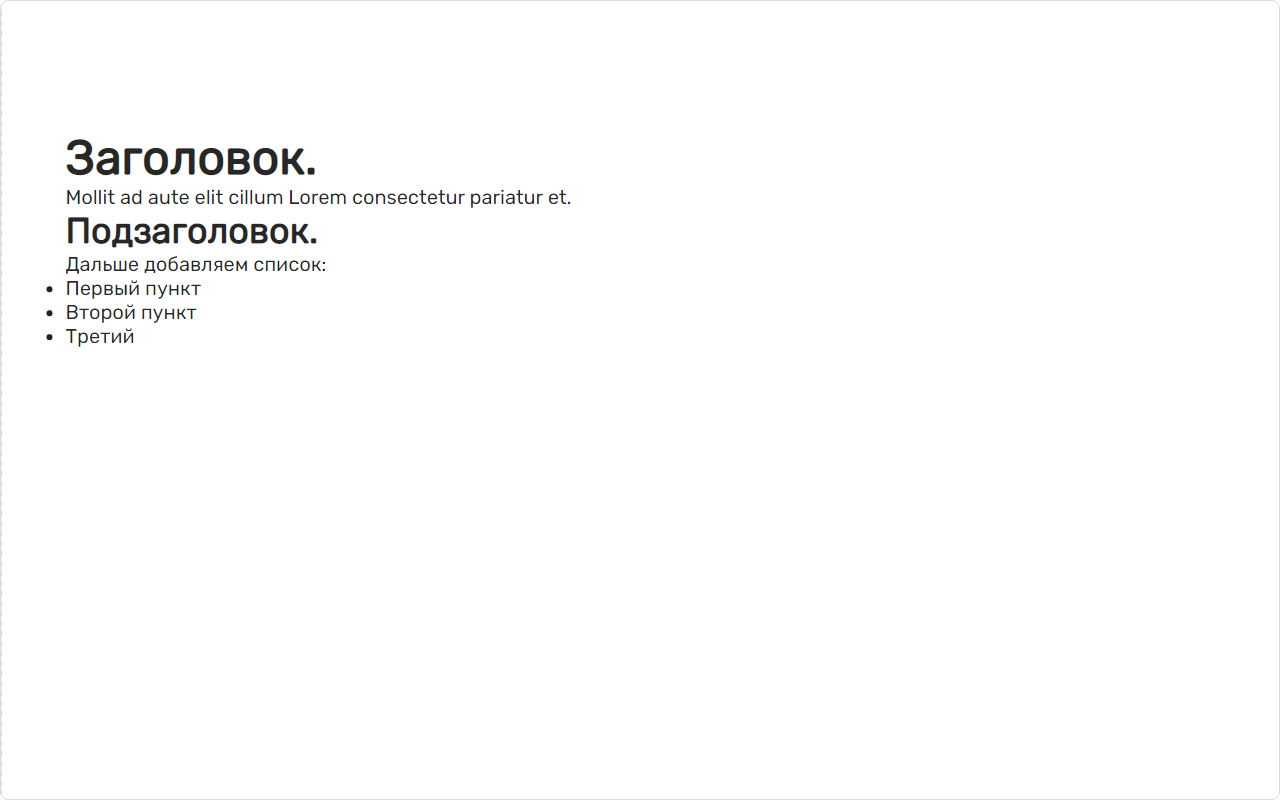 Заголовок.
Mollit ad aute elit cillum Lorem consectetur pariatur et.
Подзаголовок.
Дальше добавляем список:
• Первый пункт
• Второй пункт
• Третий